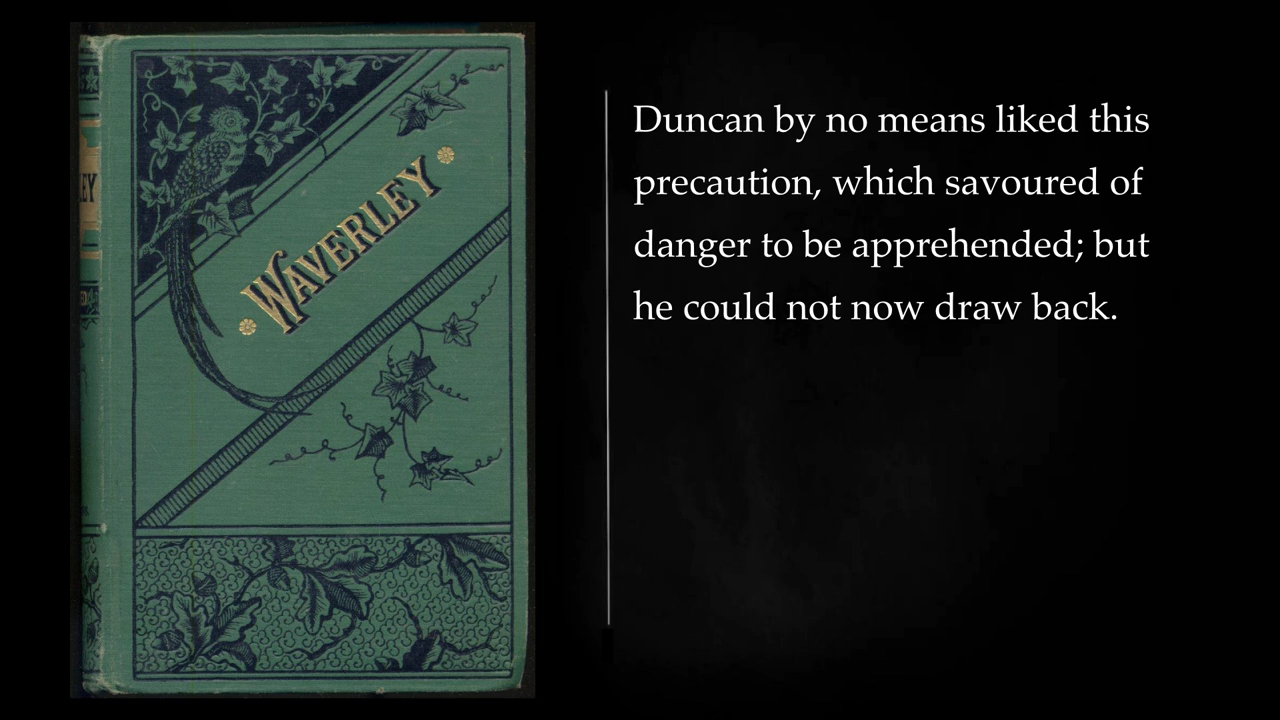 WAVERLEY
Duncan by no means liked this
precaution, which savoured of
danger to be apprehended; but
he could not now draw back.